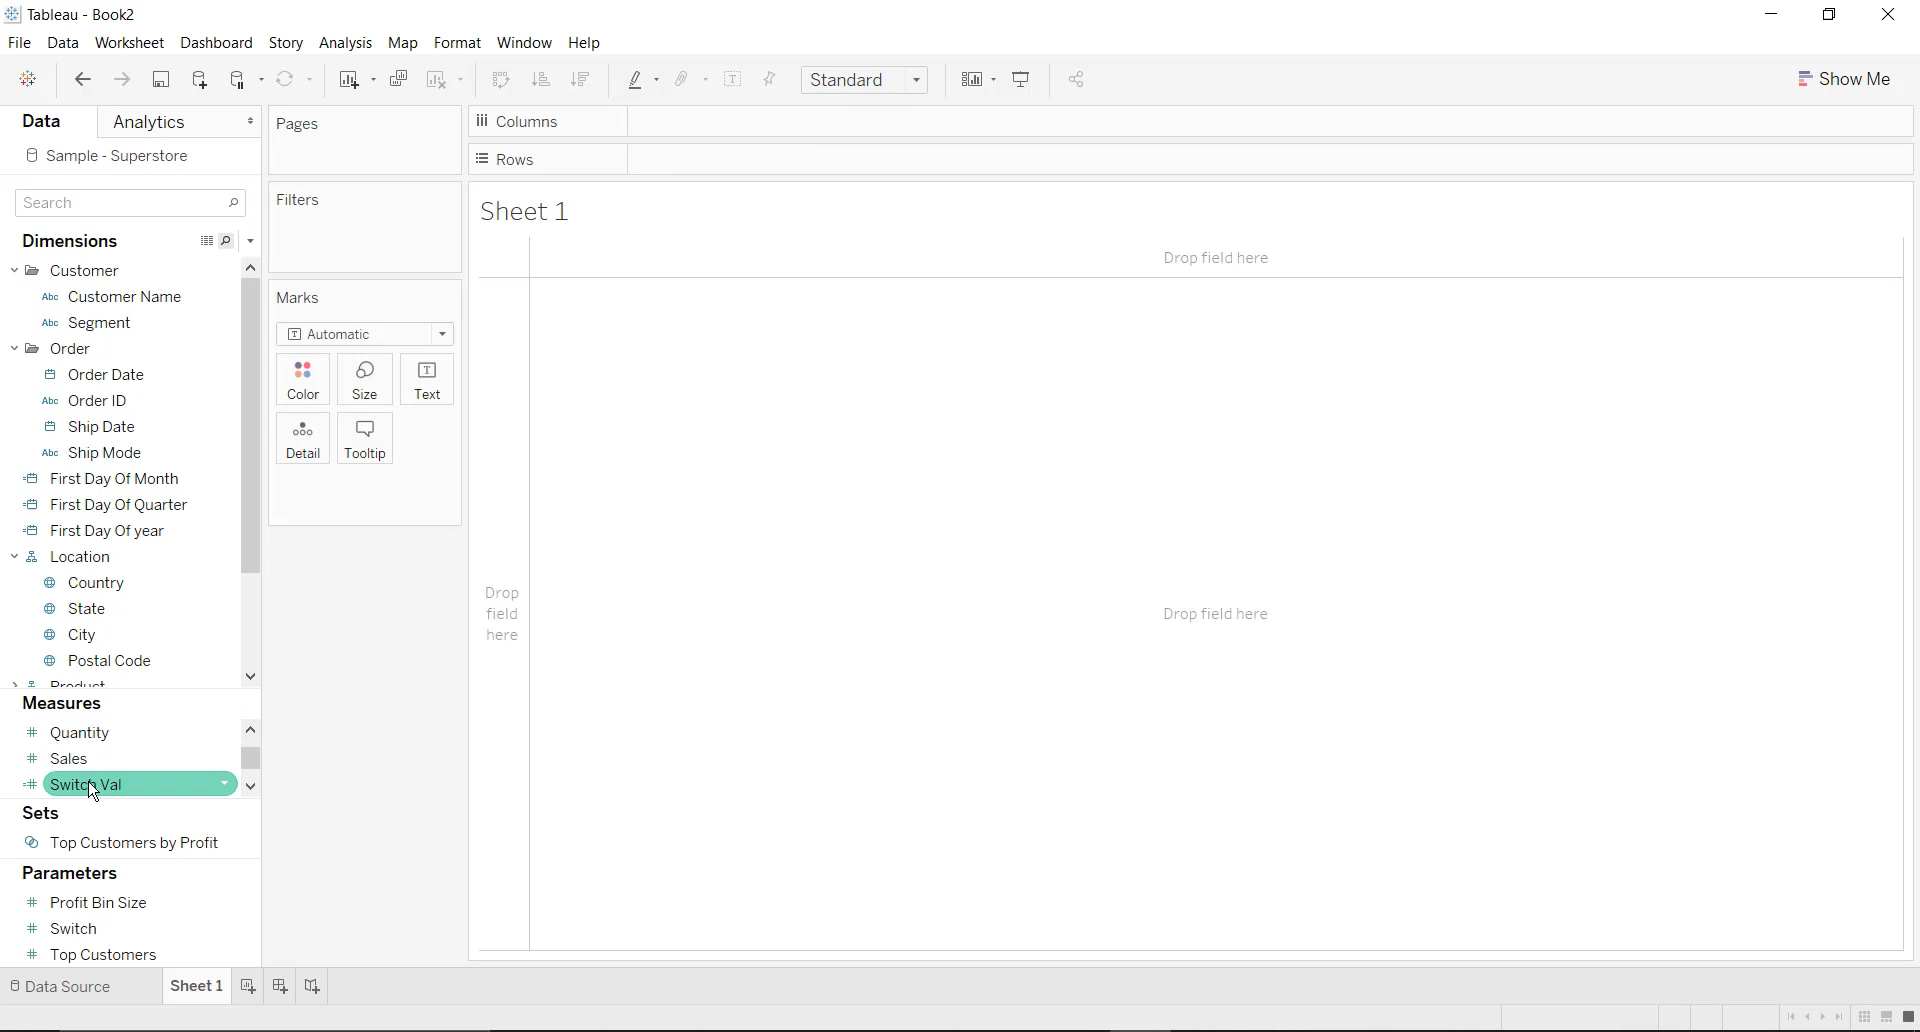 Tableau - Book2
File Data Worksheet Dashboard Story Analysis Map Format Window Help
Standard
Show Me
Data Analytics
Sample - Superstore
Search
Dimensions
Customer
Abc Customer Name
Abc Segment
Order
Order Date
Abc Order ID
Ship Date
Abc Ship Mode
First Day Of Month
First Day Of Quarter
First Day Of year
Location
Country
State
City
Postal Code
Product
Measures
Quantity
Sales
Switch Val
Sets
Top Customers by Profit
Parameters
Profit Bin Size
Switch
Top Customers
Pages
Filters
Marks
Automatic
Color Size Text
Detail Tooltip
Columns
Rows
Sheet 1
Drop field here
Drop
field
here
Drop field here
Data Source Sheet 1